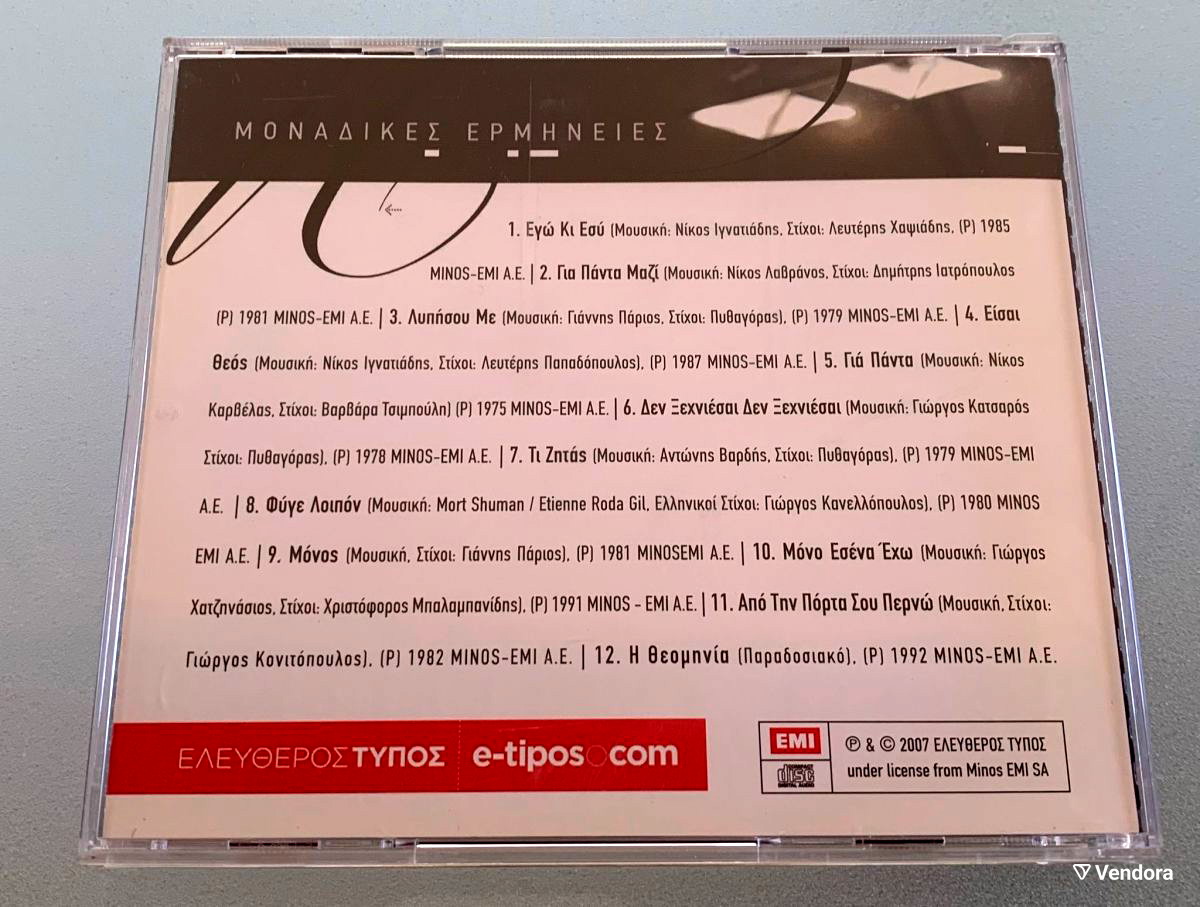 ΜΟΝΑΔΙΚΕΣ ΕΡΜΗΝΕΙΕΣ
1. Εγώ Κι Εσύ (Μουσική: Νίκος Ιγνατιάδης, Στίχοι: Λευτέρης Χαψιάδης, (P) 1985
MINOS-EMI A.E. | 2. Για Πάντα Μαζί (Μουσική: Νίκος Λαβράνος, Στίχοι: Δημήτρης Ιατρόπουλος
(P) 1981 MINOS-EMI A.E. | 3. Λυπήσου Με (Μουσική: Γιάννης Πάριος, Στίχοι: Πυθαγόρας), (P) 1979 MINOS-EMI A.E. | 4. Είσαι
Θεός (Μουσική: Νίκος Ιγνατιάδης, Στίχοι: Λευτέρης Παπαδόπουλος), (P) 1987 MINOS-EMI A.E. | 5. Γιά Πάντα (Μουσική: Νίκος
Καρβέλας, Στίχοι: Βαρβάρα Τσιμπούλη) (P) 1975 MINOS-EMI A.E. | 6. Δεν Ξεχνιέσαι Δεν Ξεχνιέσαι (Μουσική: Γιώργος Κατσαρός
Στίχοι: Πυθαγόρας), (P) 1978 MINOS-EMI A.E. | 7. Τι Ζητάς (Μουσική: Αντώνης Βαρδής, Στίχοι: Πυθαγόρας), (P) 1979 MINOS-EMI
A.E. | 8. Φύγε Λοιπόν (Μουσική: Mort Shuman / Etienne Roda Gil, Ελληνικοί Στίχοι: Γιώργος Κανελλόπουλος), (P) 1980 MINOS
EMI A.E. | 9. Μόνος (Μουσική, Στίχοι: Γιάννης Πάριος), (P) 1981 MINOSEMI A.E. | 10. Μόνο Εσένα Έχω (Μουσική: Γιώργος
Χατζηνάσιος, Στίχοι: Χριστόφορος Μπαλαμπανίδης), (P) 1991 MINOS - EMI A.E. | 11. Από Την Πόρτα Σου Περνώ (Μουσική, Στίχοι:
Γιώργος Κονιτόπουλος), (P) 1982 MINOS-EMI A.E. | 12. Η Θεομηνία (Παραδοσιακό), (P) 1992 MINOS-EMI A.E.
ΕΛΕΥΘΕΡΟΣ ΤΥΠΟΣ e-tipos.com
EMI
COMPACT disc DIGITAL AUDIO
℗ & © 2007 ΕΛΕΥΘΕΡΟΣ ΤΥΠΟΣ
under license from Minos EMI SA
Vendora